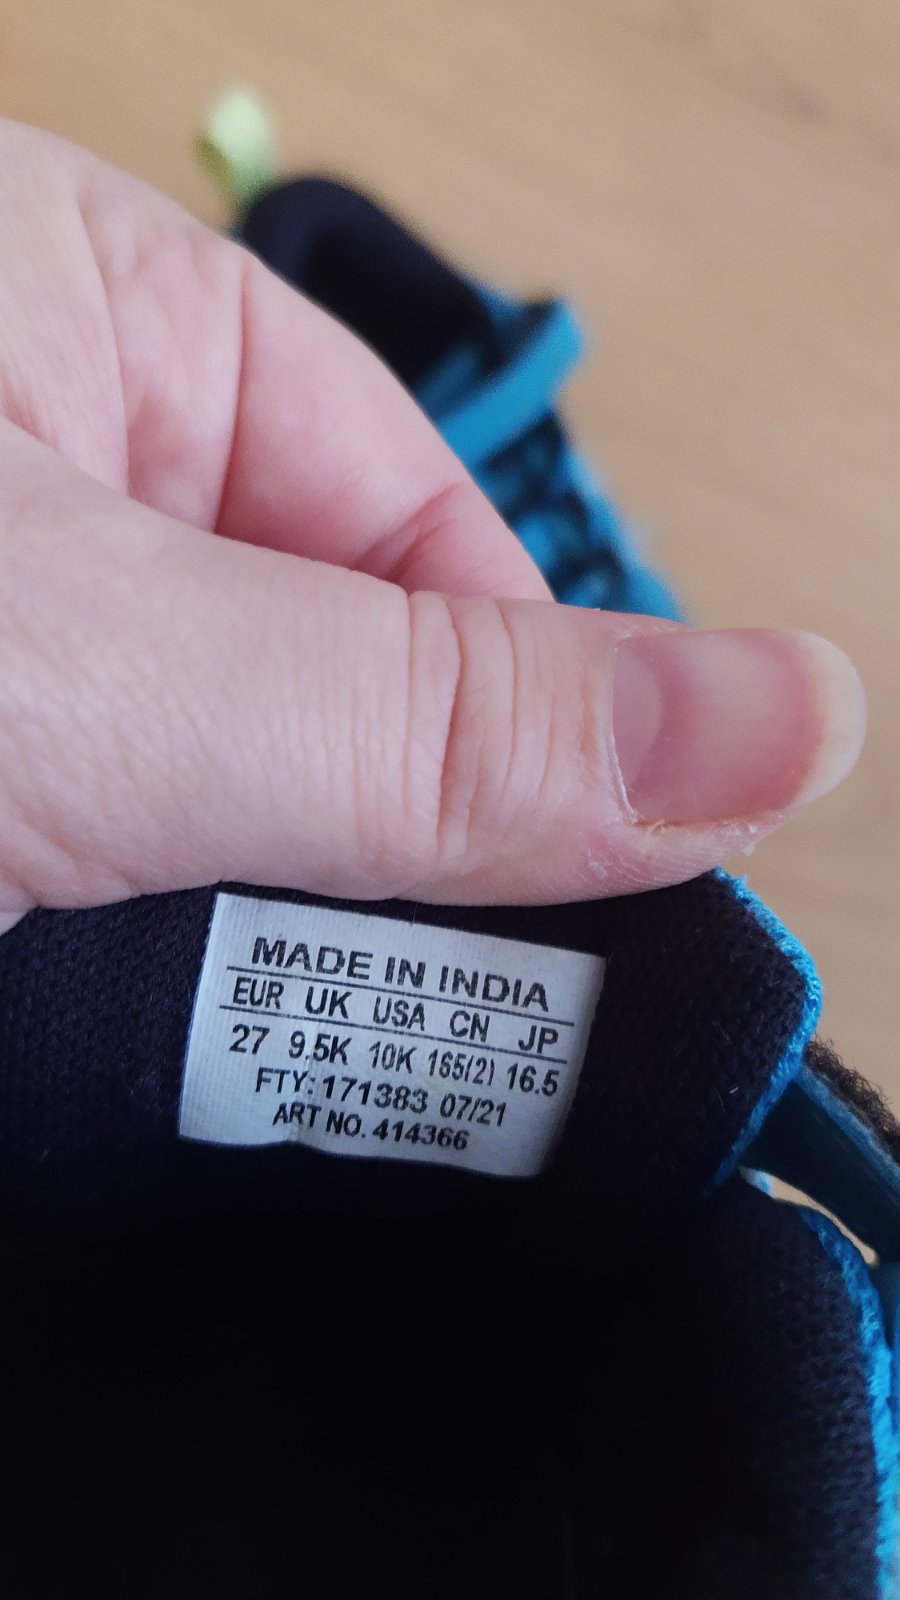 MADE IN INDIA
EUR UK USA CN JP
27 9.5K 10K 165(2) 16.5
FTY: 171383 07/21
ART NO. 414366